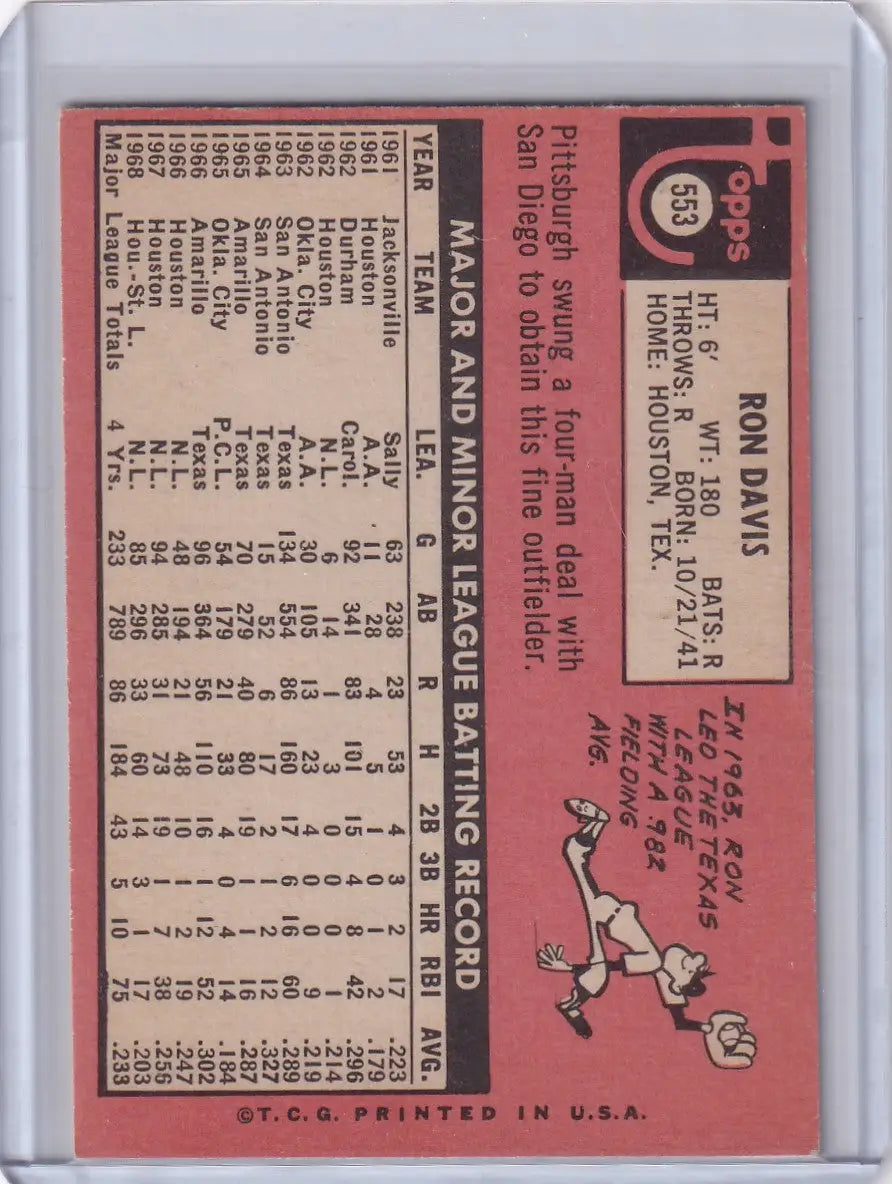 Topps
553
RON DAVIS
HT: 6' WT: 180 BATS: R
THROWS: R BORN: 10/21/41
HOME: HOUSTON, TEX.
IN 1963, RON
LED THE TEXAS
LEAGUE
WITH A .982
FIELDING
AVG.
Pittsburgh swung a four-man deal with
San Diego to obtain this fine outfielder.
MAJOR AND MINOR LEAGUE BATTING RECORD
YEAR TEAM LEA. G AB R H 2B 3B HR RBI AVG.
1961 Jacksonville Sally 63 238 23 53 4 3 2 17 .223
1961 Houston A.A. 11 28 4 5 1 0 1 2 .179
1962 Durham Carol. 92 341 83 101 15 4 8 42 .296
1962 Houston N.L. 6 14 1 3 0 0 0 1 .214
1962 Okla. City A.A. 30 105 13 23 4 0 0 9 .219
1963 San Antonio Texas 134 554 86 160 17 6 16 60 .289
1964 San Antonio Texas 15 52 6 17 2 1 2 12 .327
1965 Amarillo Texas 70 279 40 80 19 1 1 16 .287
1965 Okla. City P.C.L. 54 179 21 33 4 0 4 14 .184
1966 Amarillo Texas 96 364 56 110 16 1 12 52 .302
1966 Houston N.L. 48 194 21 48 10 1 2 19 .247
1967 Houston N.L. 94 285 31 73 19 1 7 38 .256
1968 Hou.-St. L. N.L. 85 296 33 60 14 3 1 17 .203
Major League Totals 4 Yrs. 233 789 86 184 43 5 10 75 .233
©T.C.G. PRINTED IN U.S.A.